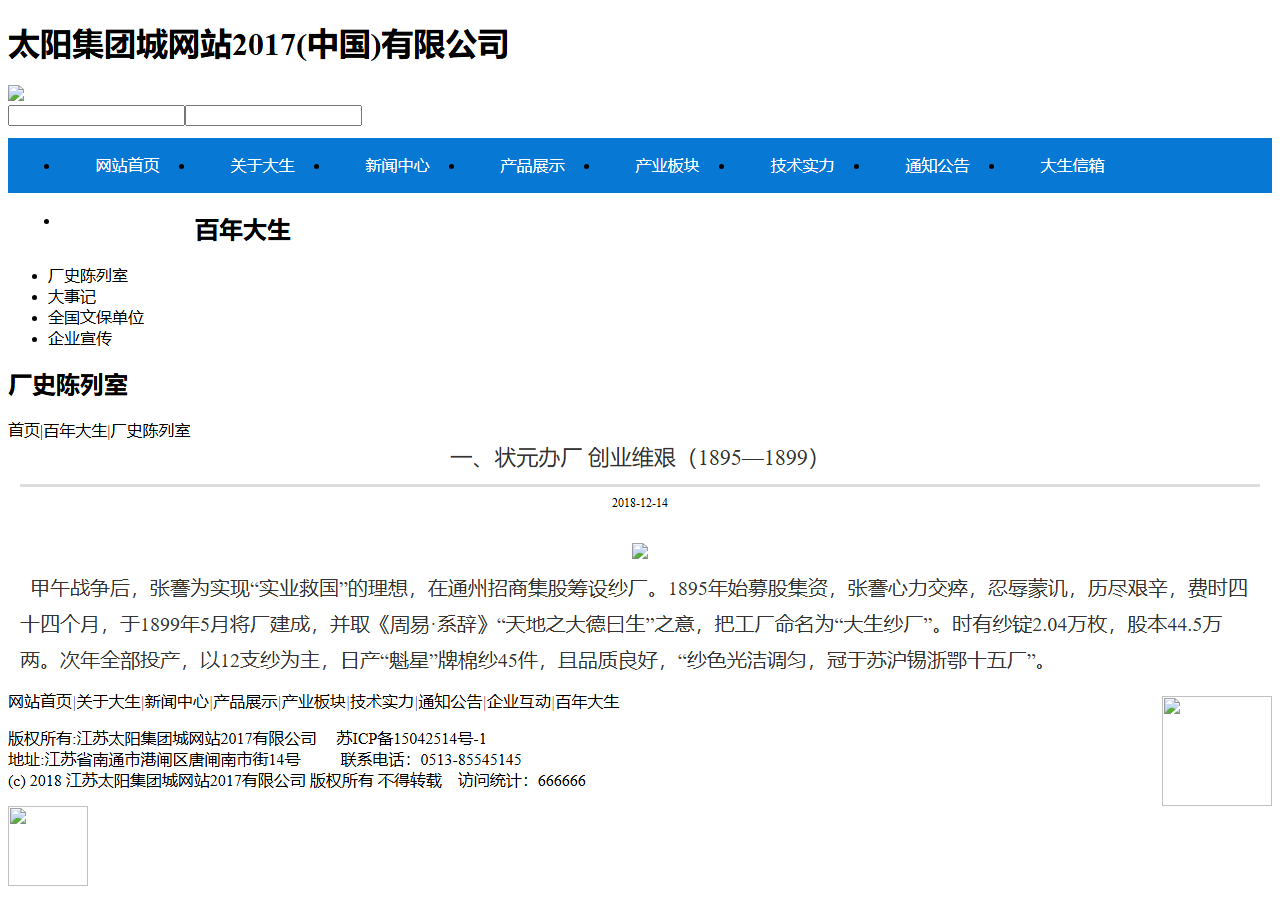 太阳集团城网站2017(中国)有限公司
网站首页 关于大生 新闻中心 产品展示 产业板块 技术实力 通知公告 大生信箱
百年大生
厂史陈列室
大事记
全国文保单位
企业宣传
厂史陈列室
首页|百年大生|厂史陈列室
一、状元办厂 创业维艰（1895—1899）
2018-12-14
甲午战争后，张謇为实现“实业救国”的理想，在通州招商集股筹设纱厂。1895年始募股集资，张謇心力交瘁，忍辱蒙讥，历尽艰辛，费时四
十四个月，于1899年5月将厂建成，并取《周易·系辞》“天地之大德曰生”之意，把工厂命名为“大生纱厂”。时有纱锭2.04万枚，股本44.5万
两。次年全部投产，以12支纱为主，日产“魁星”牌棉纱45件，且品质良好，“纱色光洁调匀，冠于苏沪锡浙鄂十五厂”。
网站首页|关于大生|新闻中心|产品展示|产业板块|技术实力|通知公告|企业互动|百年大生
版权所有:江苏太阳集团城网站2017有限公司 苏ICP备15042514号-1
地址:江苏省南通市港闸区唐闸南市街14号 联系电话：0513-85545145
(c) 2018 江苏太阳集团城网站2017有限公司 版权所有 不得转载 访问统计：666666